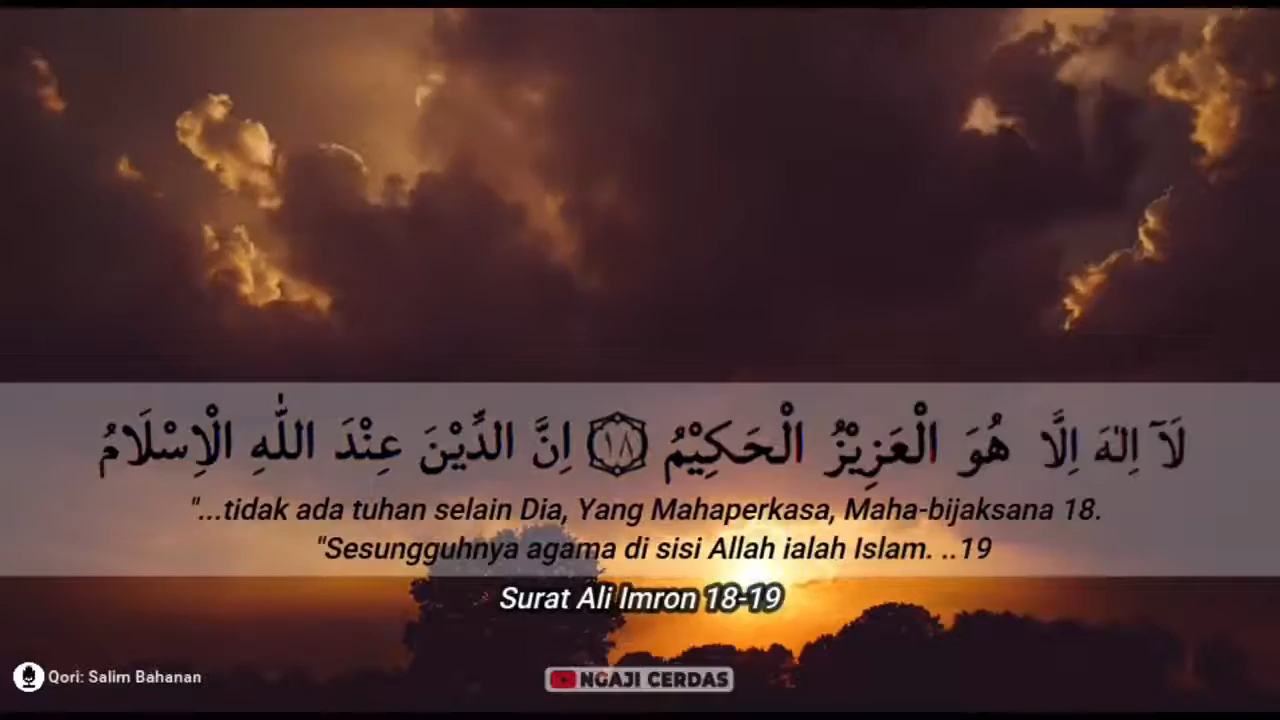 لَآ اِلٰهَ اِلَّا هُوَ الْعَزِيْزُ الْحَكِيْمُ ۝١٨ اِنَّ الدِّيْنَ عِنْدَ اللّٰهِ الْاِسْلَامُ
"...tidak ada tuhan selain Dia, Yang Mahaperkasa, Maha-bijaksana 18.
"Sesungguhnya agama di sisi Allah ialah Islam. ..19
Surat Ali Imron 18-19
Qori: Salim Bahanan
NGAJI CERDAS